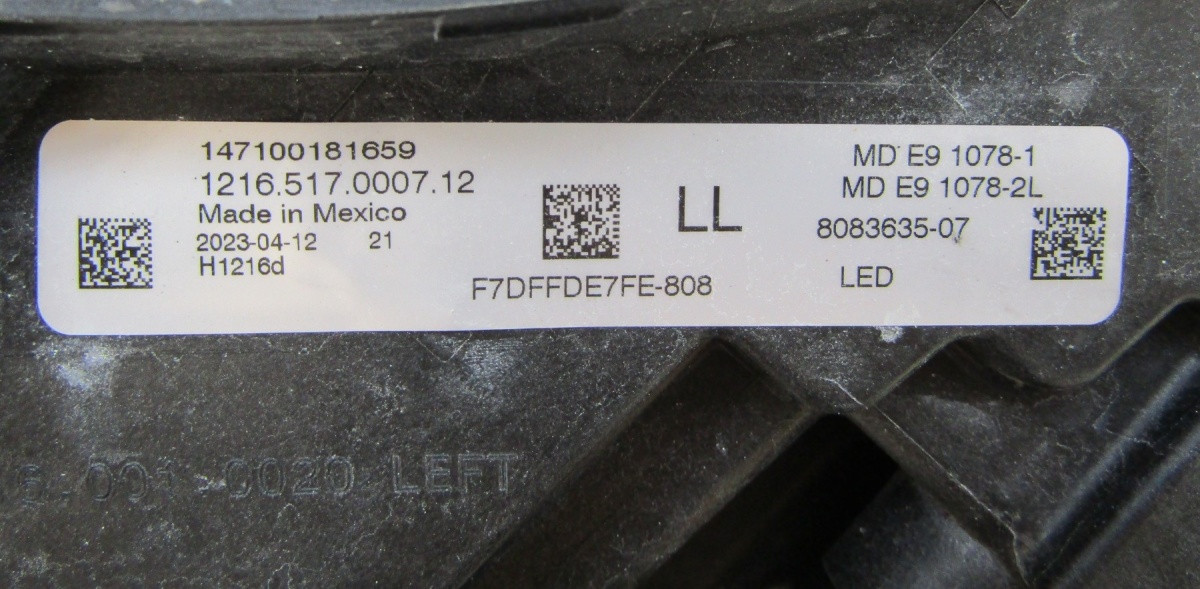 147100181659
1216.517.0007.12
Made in Mexico
2023-04-12 21
H1216d
F7DFFDE7FE-808
LL
MD E9 1078-1
MD E9 1078-2L
8083635-07
LED
0020 LEFT